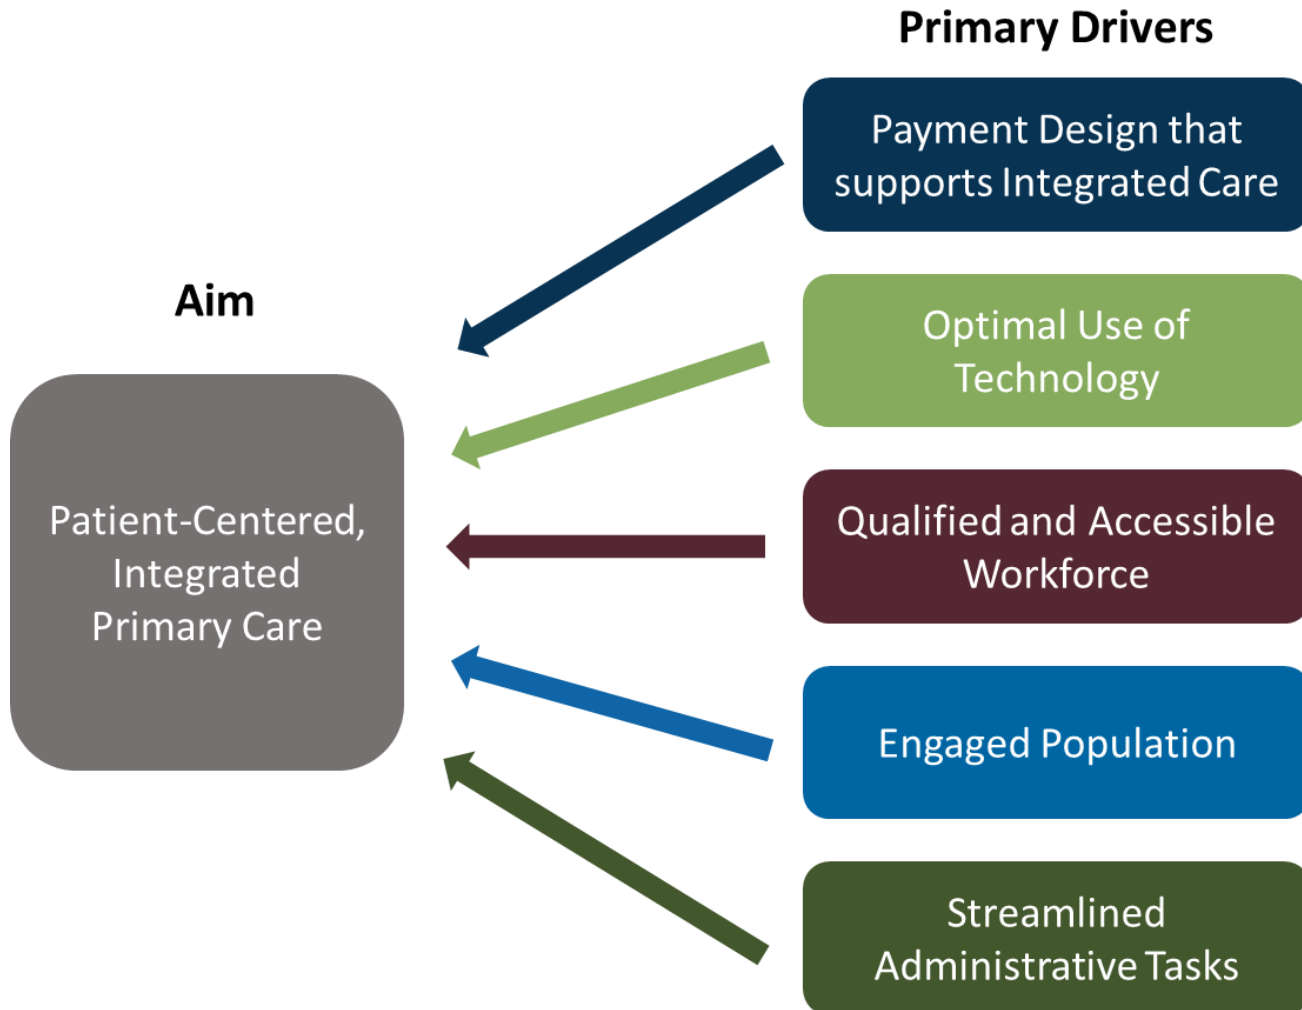 Primary Drivers
Payment Design that
supports Integrated Care
Optimal Use of
Technology
Qualified and Accessible
Workforce
Engaged Population
Streamlined
Administrative Tasks
Aim
Patient-Centered,
Integrated
Primary Care